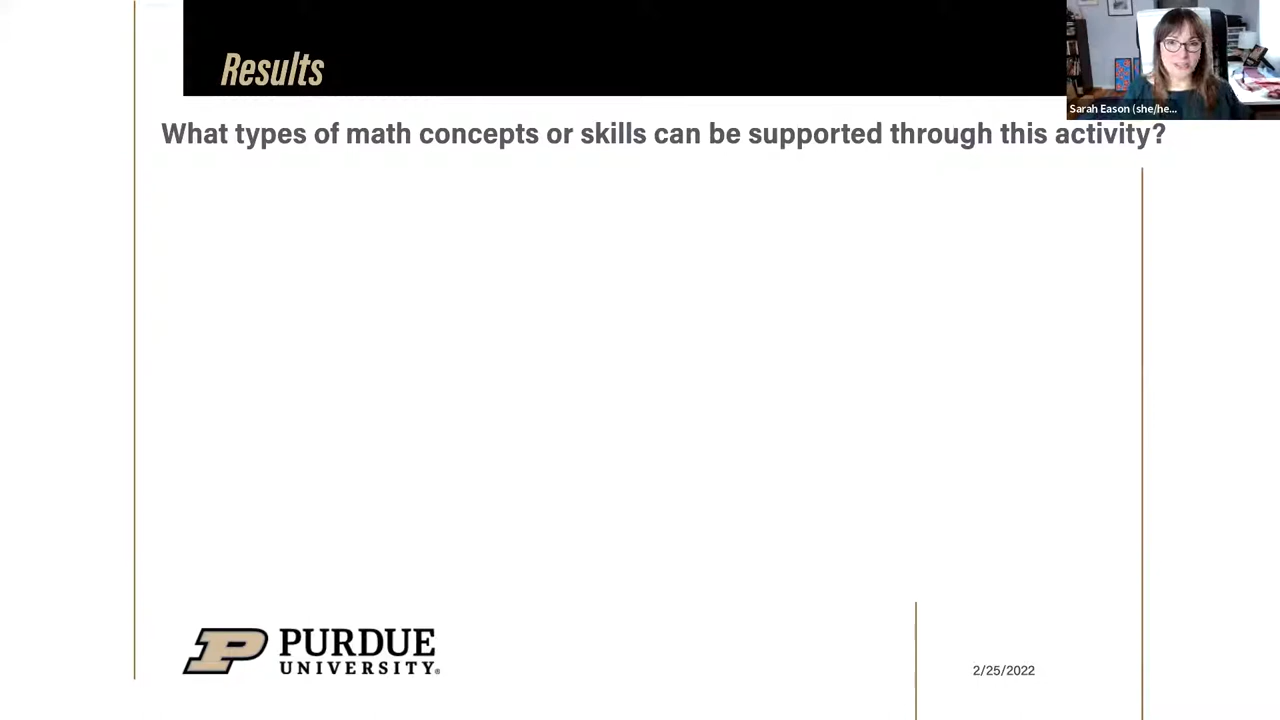 Results
Sarah Eason (she/he...
What types of math concepts or skills can be supported through this activity?
PURDUE
UNIVERSITY®
2/25/2022